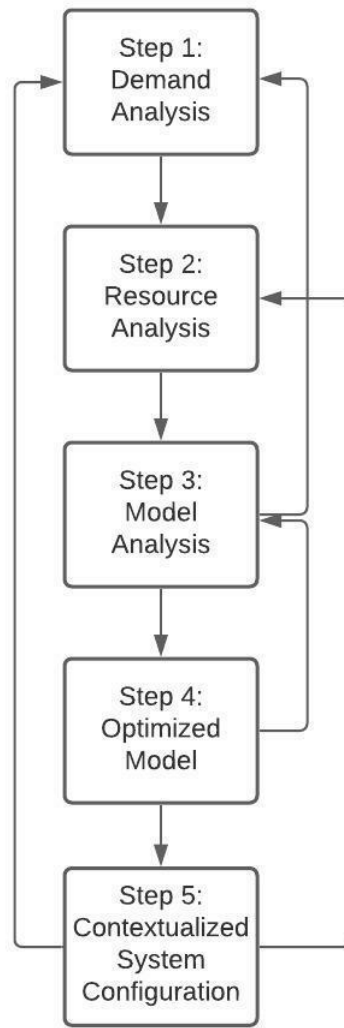 Step 1:
Demand
Analysis
Step 2:
Resource
Analysis
Step 3:
Model
Analysis
Step 4:
Optimized
Model
Step 5:
Contextualized
System
Configuration